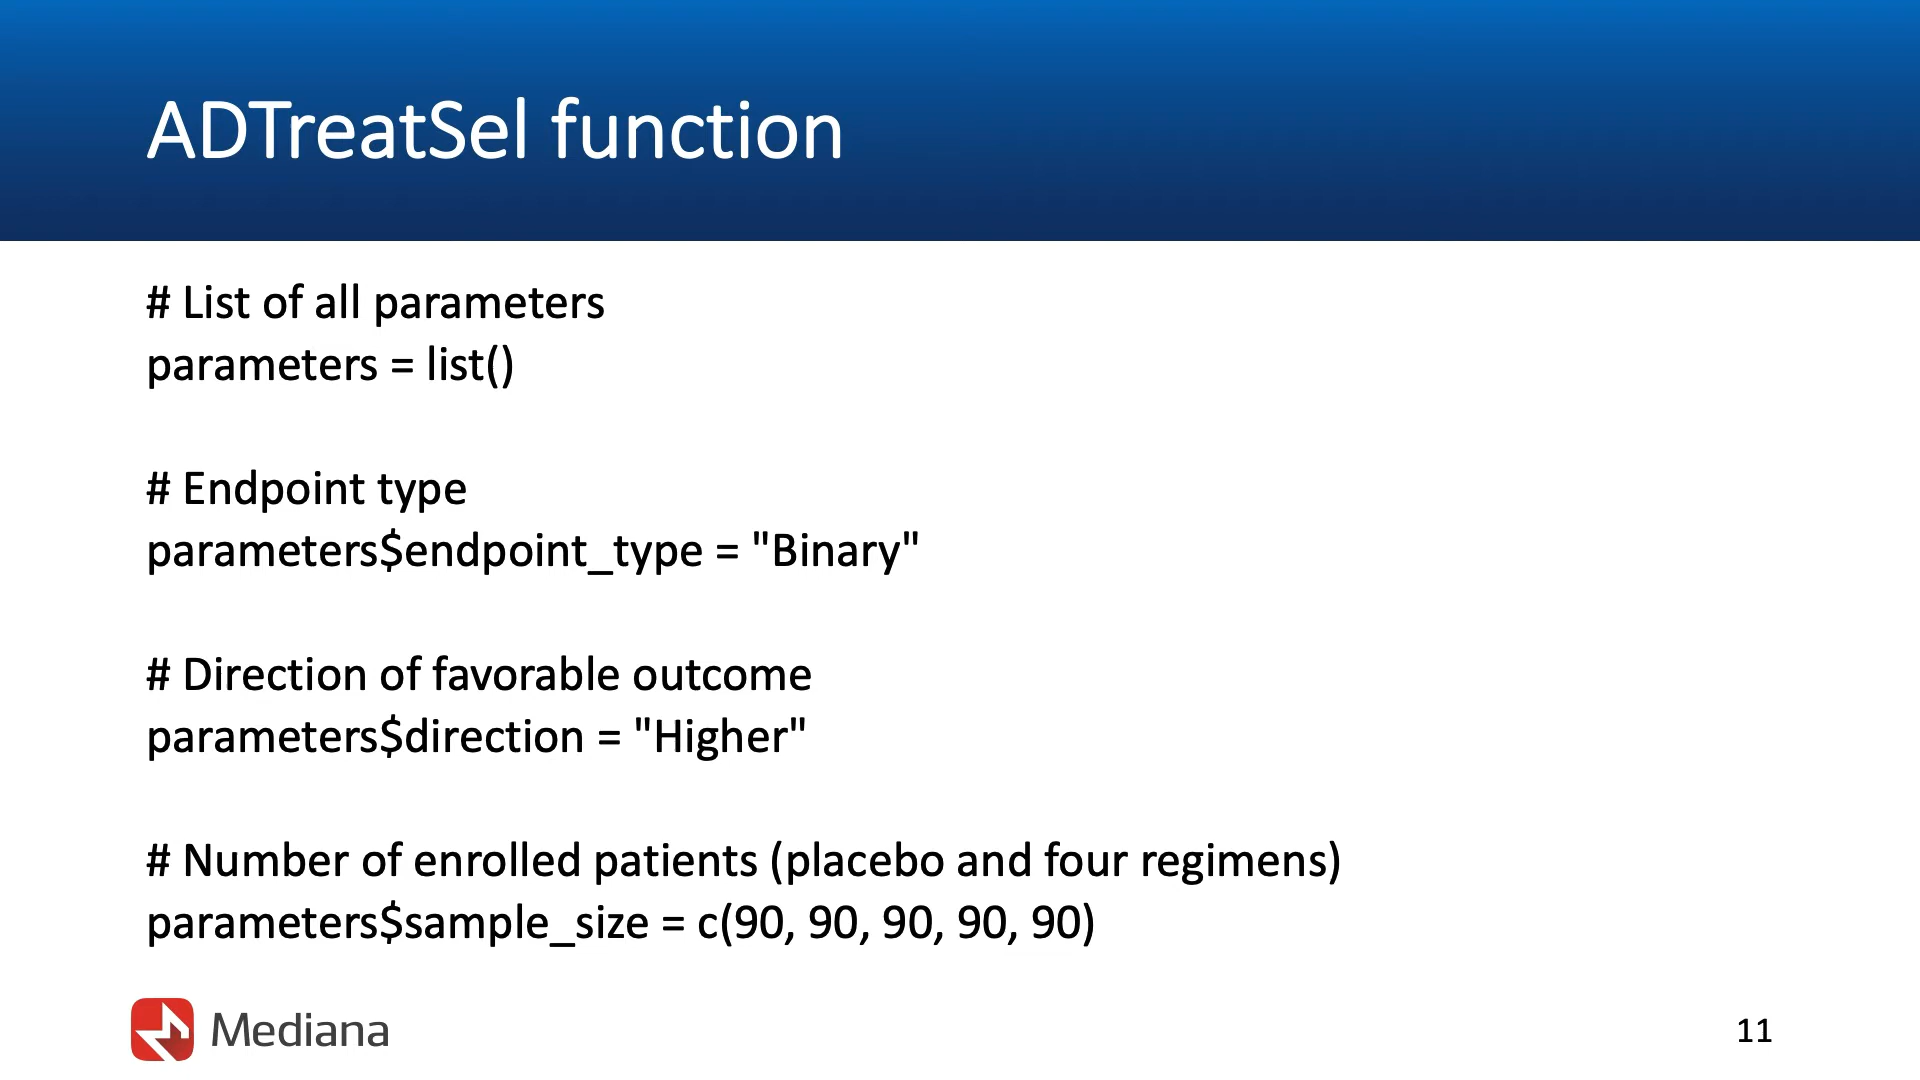 ADTreatSel function
# List of all parameters
parameters = list()
# Endpoint type
parameters$endpoint_type = "Binary"
# Direction of favorable outcome
parameters$direction = "Higher"
# Number of enrolled patients (placebo and four regimens)
parameters$sample_size = c(90, 90, 90, 90, 90)
Mediana
11